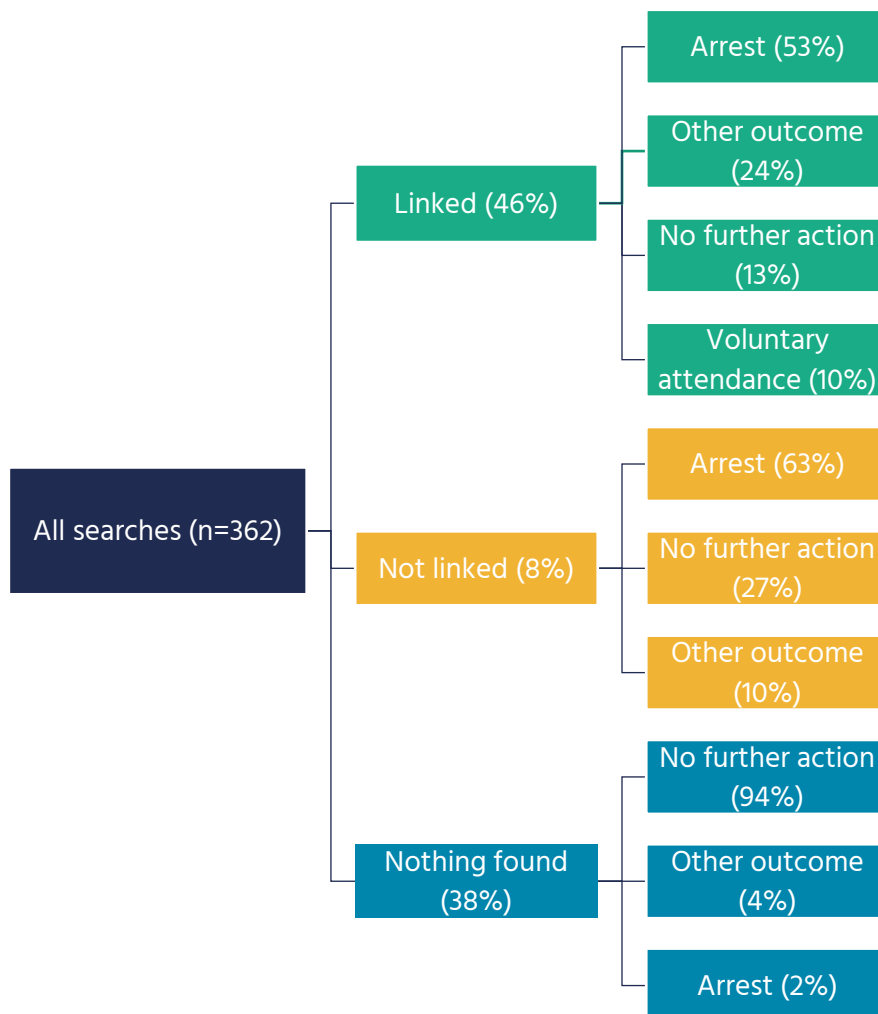 All searches (n=362)
Linked (46%)
Arrest (53%)
Other outcome
(24%)
No further action
(13%)
Voluntary
attendance (10%)
Not linked (8%)
Arrest (63%)
No further action
(27%)
Other outcome
(10%)
Nothing found
(38%)
No further action
(94%)
Other outcome
(4%)
Arrest (2%)